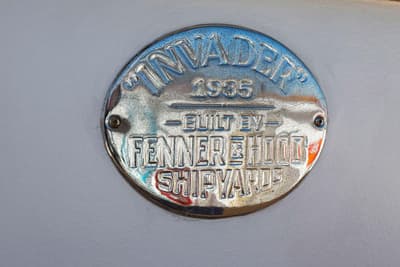 "INVADER"
1935
-BUILT BY-
FENNER & HOOD
SHIPYARDS